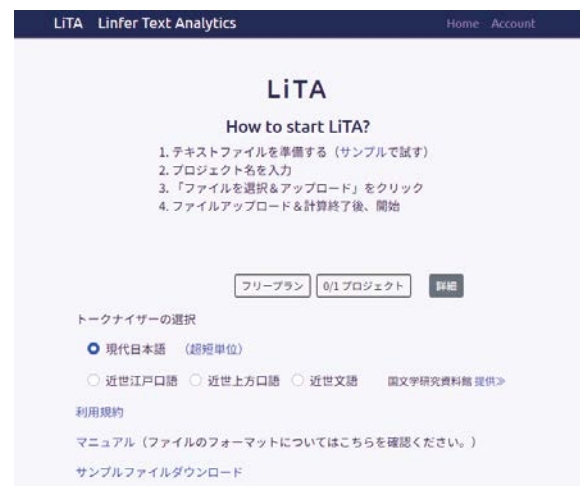 LiTA Linfer Text Analytics Home Account
LiTA
How to start LiTA?
1. テキストファイルを準備する（サンプルで試す）
2. プロジェクト名を入力
3. 「ファイルを選択＆アップロード」をクリック
4. ファイルアップロード＆計算終了後、開始
フリープラン 0/1 プロジェクト 詳細
トークナイザーの選択
現代日本語 （超短単位）
近世江戸口語 近世上方口語 近世文語 国文学研究資料館 提供≫
利用規約
マニュアル（ファイルのフォーマットについてはこちらを確認ください。）
サンプルファイルダウンロード